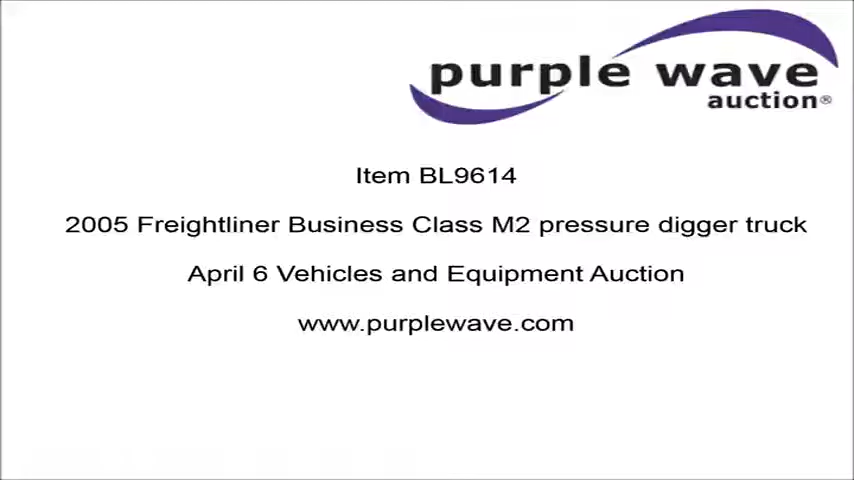 purple wave
auction®
Item BL9614
2005 Freightliner Business Class M2 pressure digger truck
April 6 Vehicles and Equipment Auction
www.purplewave.com